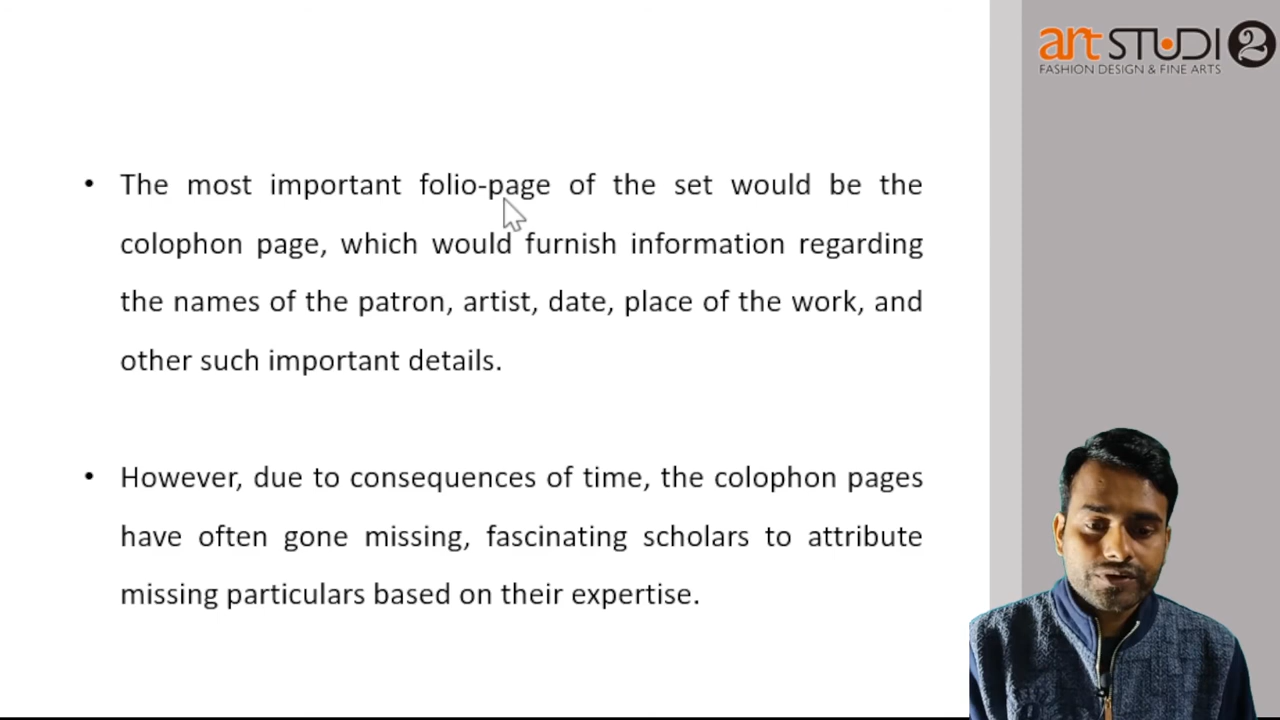 art STUDIO 2
FASHION DESIGN & FINE ARTS
• The most important folio-page of the set would be the
colophon page, which would furnish information regarding
the names of the patron, artist, date, place of the work, and
other such important details.
• However, due to consequences of time, the colophon pages
have often gone missing, fascinating scholars to attribute
missing particulars based on their expertise.